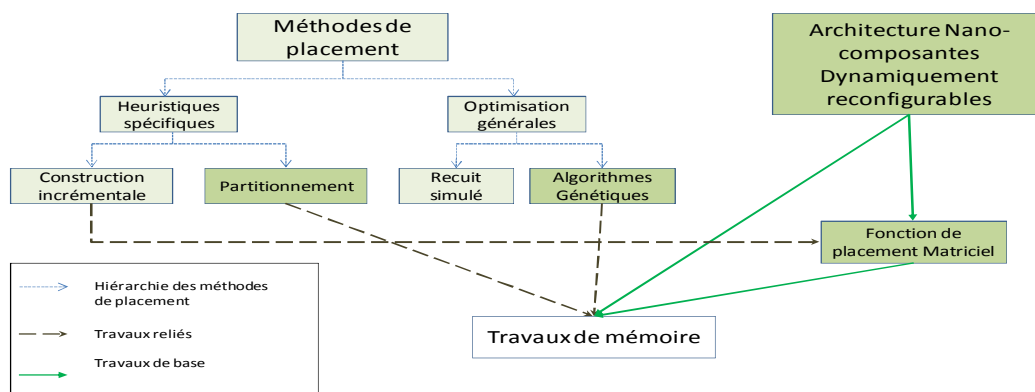 Méthodes de
placement
Architecture Nano-
composantes
Dynamiquement
reconfigurables
Heuristiques
spécifiques
Optimisation
générales
Construction
incrémentale
Partitionnement
Recuit
simulé
Algorithmes
Génétiques
Fonction de
placement Matriciel
Hiérarchie des méthodes
de placement
Travaux reliés
Travaux de base
Travaux de mémoire